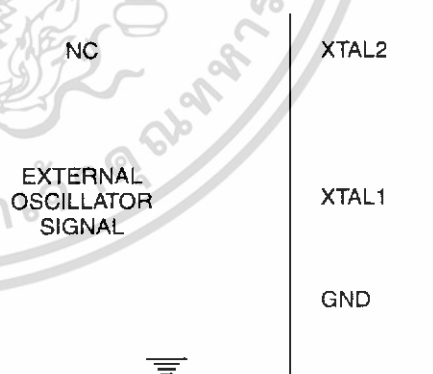 NC
XTAL2
EXTERNAL
OSCILLATOR
SIGNAL
XTAL1
GND